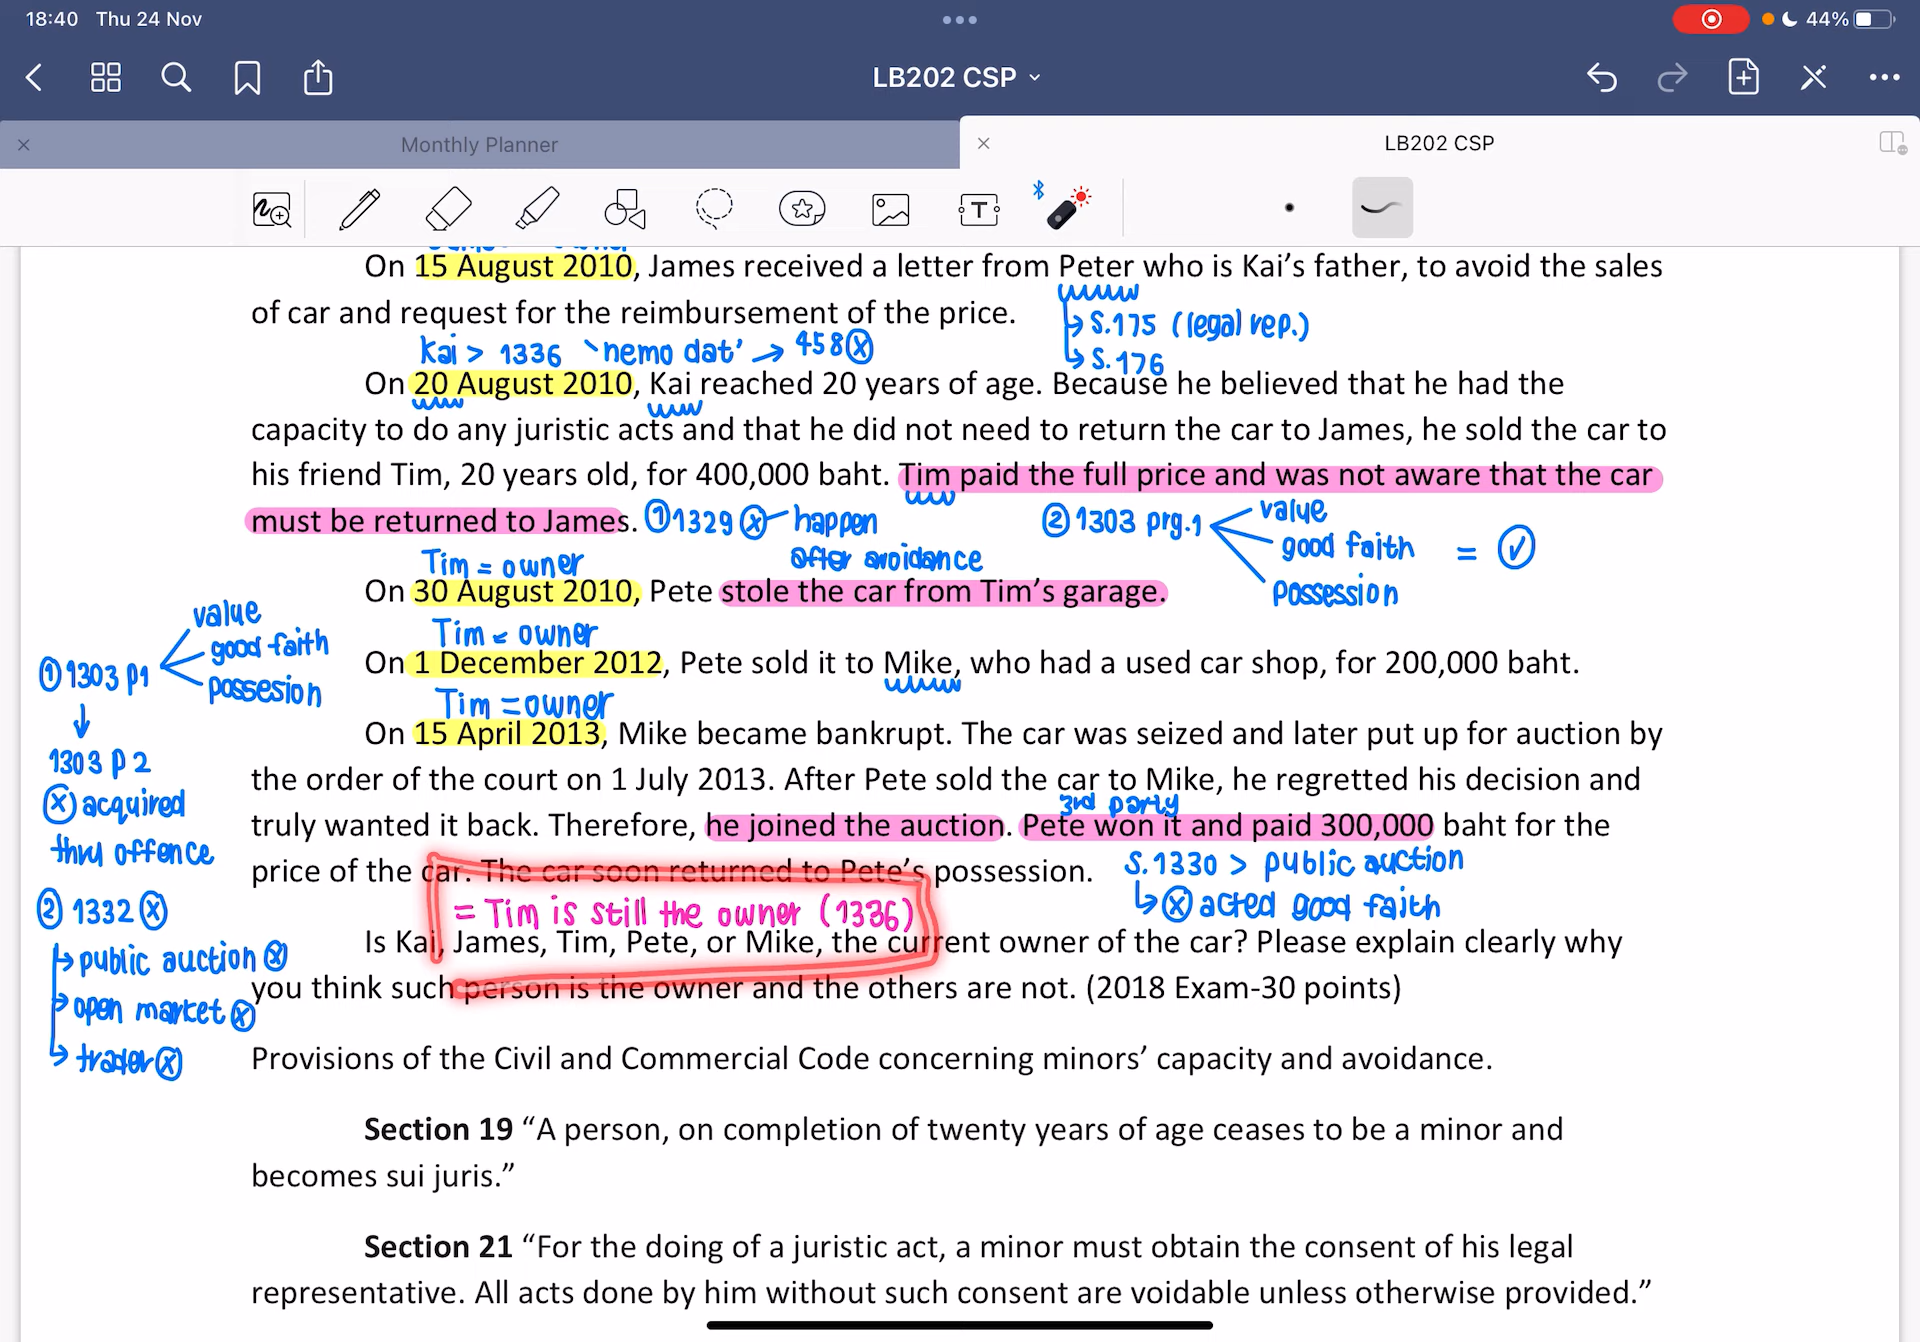 18:40 Thu 24 Nov
44%
LB202 CSP
Monthly Planner
LB202 CSP
T
On 15 August 2010, James received a letter from Peter who is Kai's father, to avoid the sales
of car and request for the reimbursement of the price.
S.175 (legal rep.)
S.176
Kai > 1336 'nemo dat' → 458 ⓧ
On 20 August 2010, Kai reached 20 years of age. Because he believed that he had the
capacity to do any juristic acts and that he did not need to return the car to James, he sold the car to
his friend Tim, 20 years old, for 400,000 baht. Tim paid the full price and was not aware that the car
must be returned to James.
① 1329 ⓧ happen
after avoidance
② 1303 prg.1
value
good faith
possession
= ✓
Tim = owner
On 30 August 2010, Pete stole the car from Tim's garage.
Tim = owner
On 1 December 2012, Pete sold it to Mike, who had a used car shop, for 200,000 baht.
① 1303 p1
value
good faith
possesion
↓
1303 p 2
ⓧ acquired
thru offence
② 1332 ⓧ
public auction ⓧ
open market ⓧ
trader ⓧ
Tim = owner
On 15 April 2013, Mike became bankrupt. The car was seized and later put up for auction by
the order of the court on 1 July 2013. After Pete sold the car to Mike, he regretted his decision and
3rd party
truly wanted it back. Therefore, he joined the auction. Pete won it and paid 300,000 baht for the
price of the car. The car soon returned to Pete's possession.
S.1330 > public auction
ⓧ acted good faith
= Tim is still the owner (1336)
Is Kai, James, Tim, Pete, or Mike, the current owner of the car? Please explain clearly why
you think such person is the owner and the others are not. (2018 Exam-30 points)
Provisions of the Civil and Commercial Code concerning minors' capacity and avoidance.
Section 19 “A person, on completion of twenty years of age ceases to be a minor and
becomes sui juris.”
Section 21 “For the doing of a juristic act, a minor must obtain the consent of his legal
representative. All acts done by him without such consent are voidable unless otherwise provided.”